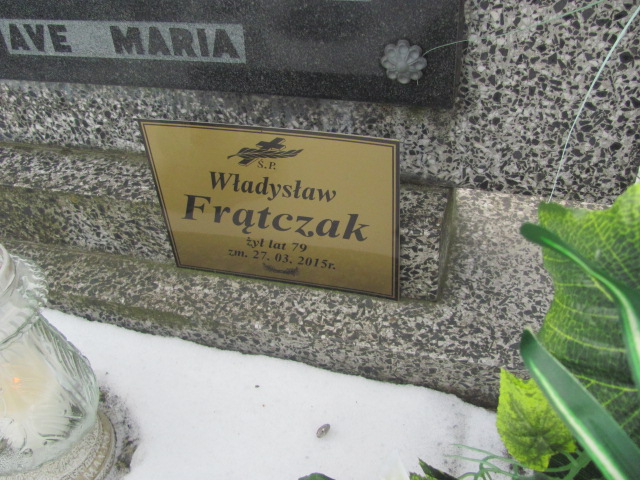 AVE MARIA
Ś.P.
Władysław
Frątczak
żył lat 79
zm. 27. 03. 2015r.